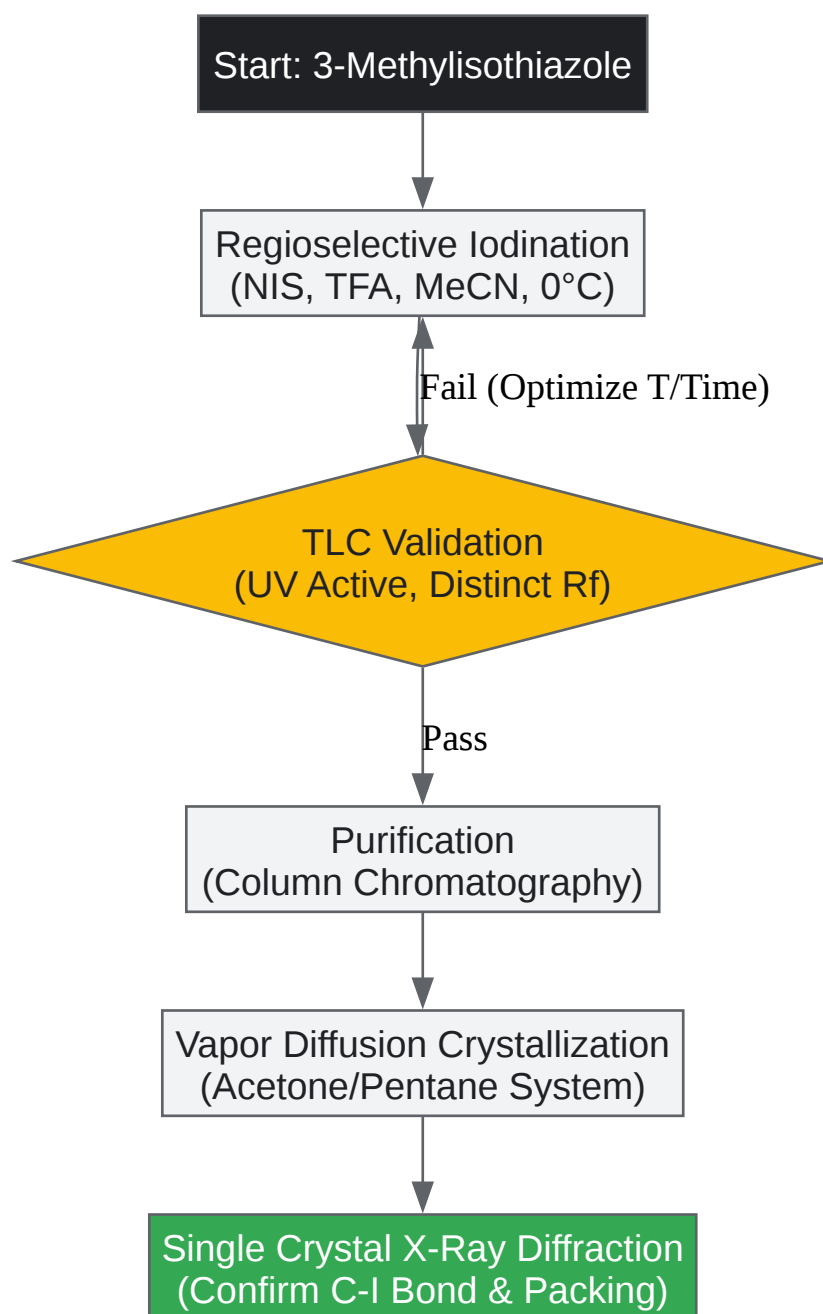 Start: 3-Methylisothiazole
Regioselective Iodination
(NIS, TFA, MeCN, 0°C)
Fail (Optimize T/Time)
TLC Validation
(UV Active, Distinct Rf)
Pass
Purification
(Column Chromatography)
Vapor Diffusion Crystallization
(Acetone/Pentane System)
Single Crystal X-Ray Diffraction
(Confirm C-I Bond & Packing)